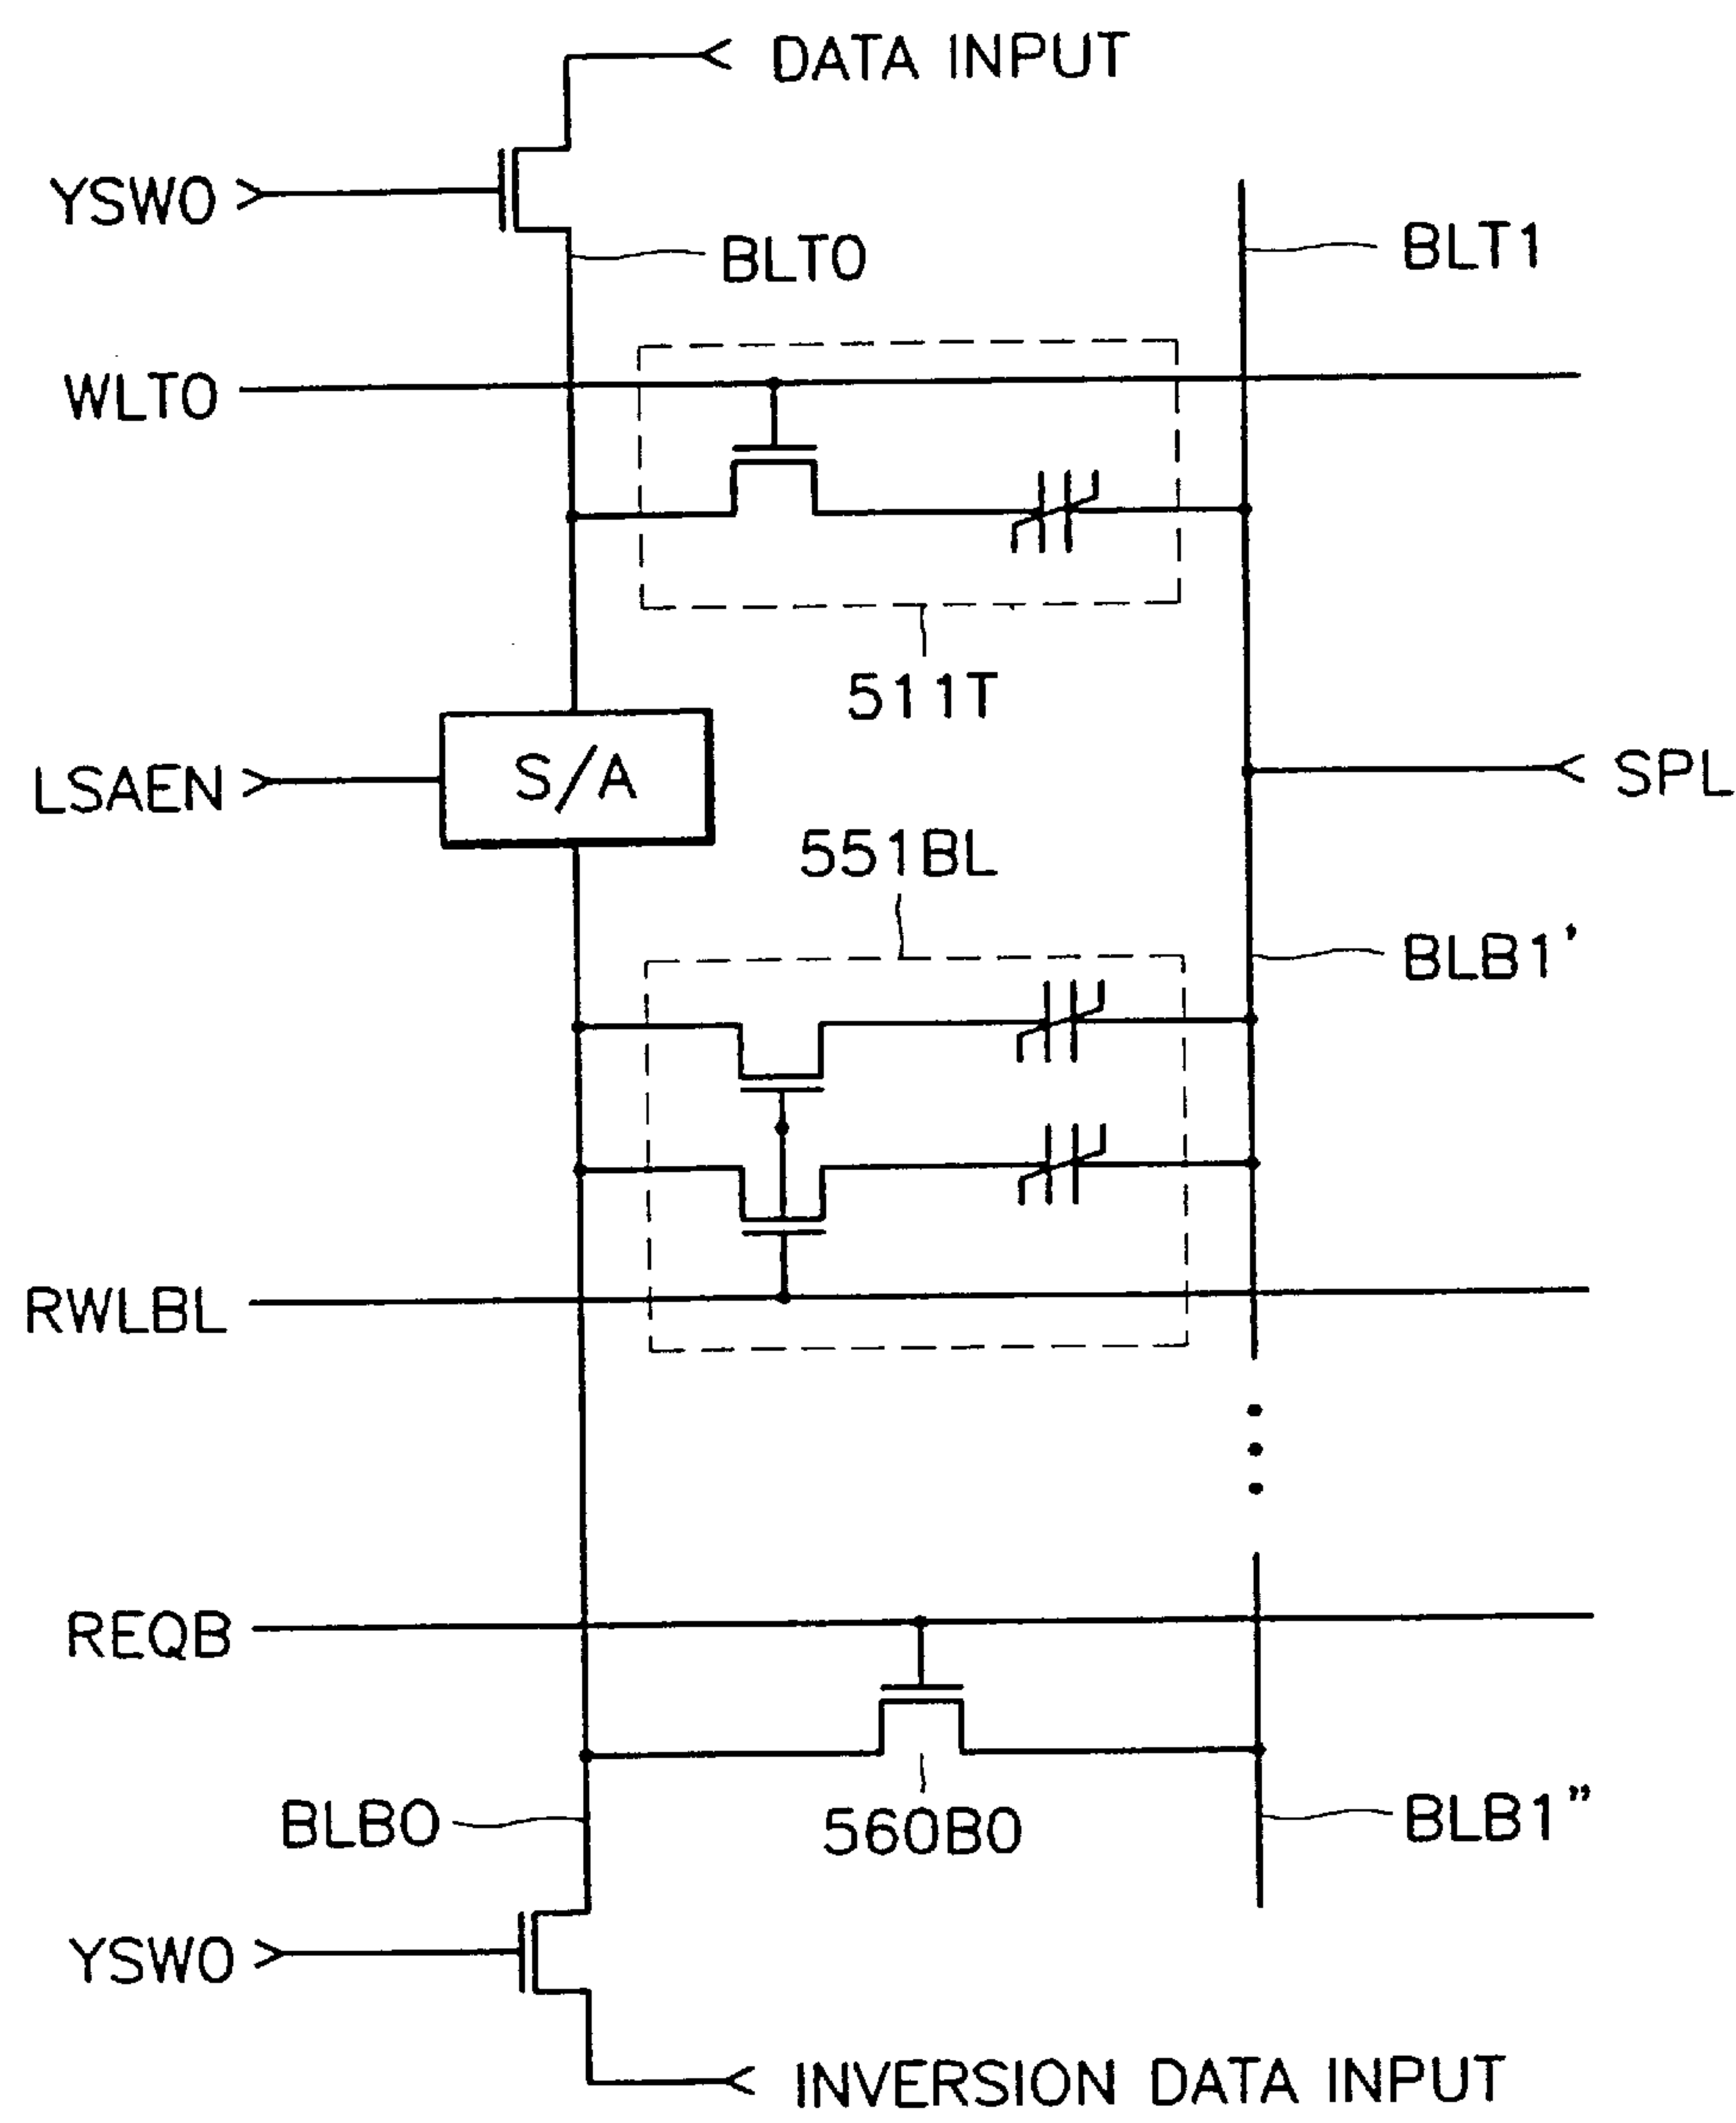 DATA INPUT
YSW0
BLT0
BLT1
WLT0
511T
LSAEN
S/A
SPL
551BL
BLB1'
RWLBL
REQB
BLB0
560B0
BLB1"
YSW0
INVERSION DATA INPUT